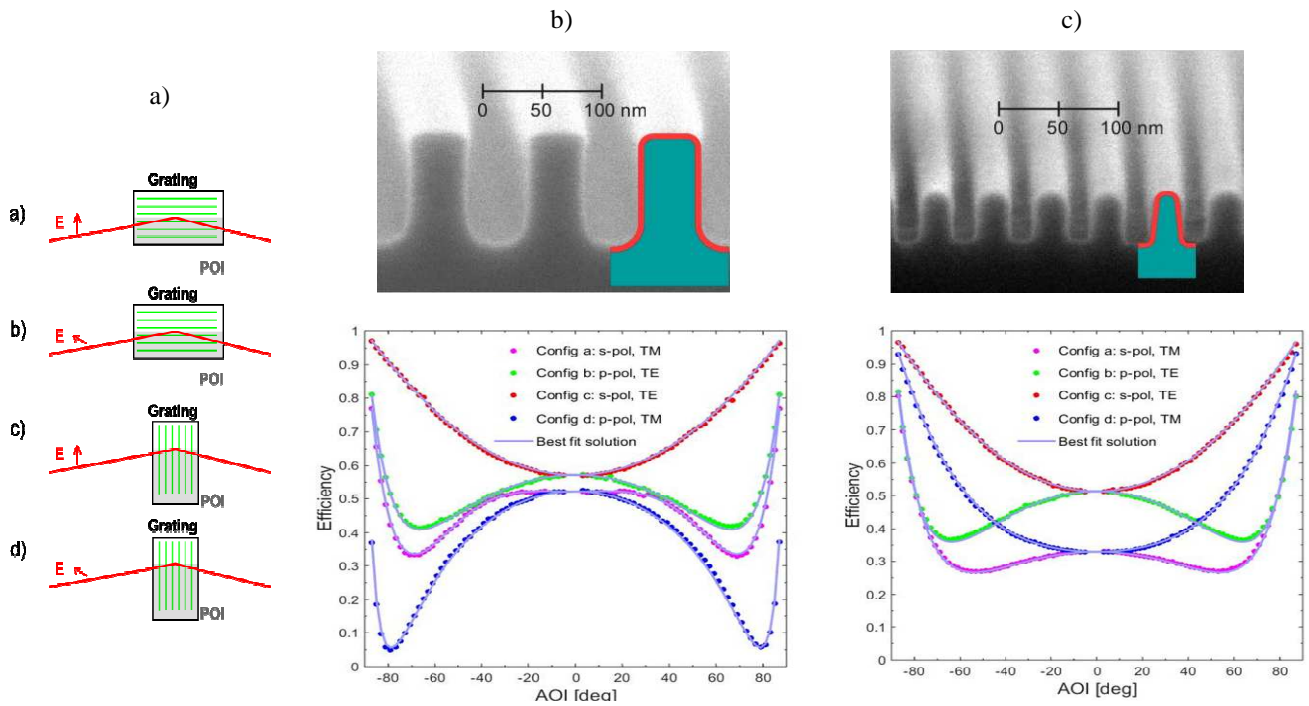 b)
c)
a)
0 50 100 nm
0 50 100 nm
Grating
a)
E
POI
Grating
b)
E
POI
Grating
c)
E
POI
Grating
d)
E
POI
1
0.9
0.8
0.7
0.6
0.5
0.4
0.3
0.2
0.1
0
Efficiency
Config a: s-pol, TM
Config b: p-pol, TE
Config c: s-pol, TE
Config d: p-pol, TM
Best fit solution
-80 -60 -40 -20 0 20 40 60 80
AOI [deg]
1
0.9
0.8
0.7
0.6
0.5
0.4
0.3
0.2
0.1
0
Efficiency
Config a: s-pol, TM
Config b: p-pol, TE
Config c: s-pol, TE
Config d: p-pol, TM
Best fit solution
-80 -60 -40 -20 0 20 40 60 80
AOI [deg]